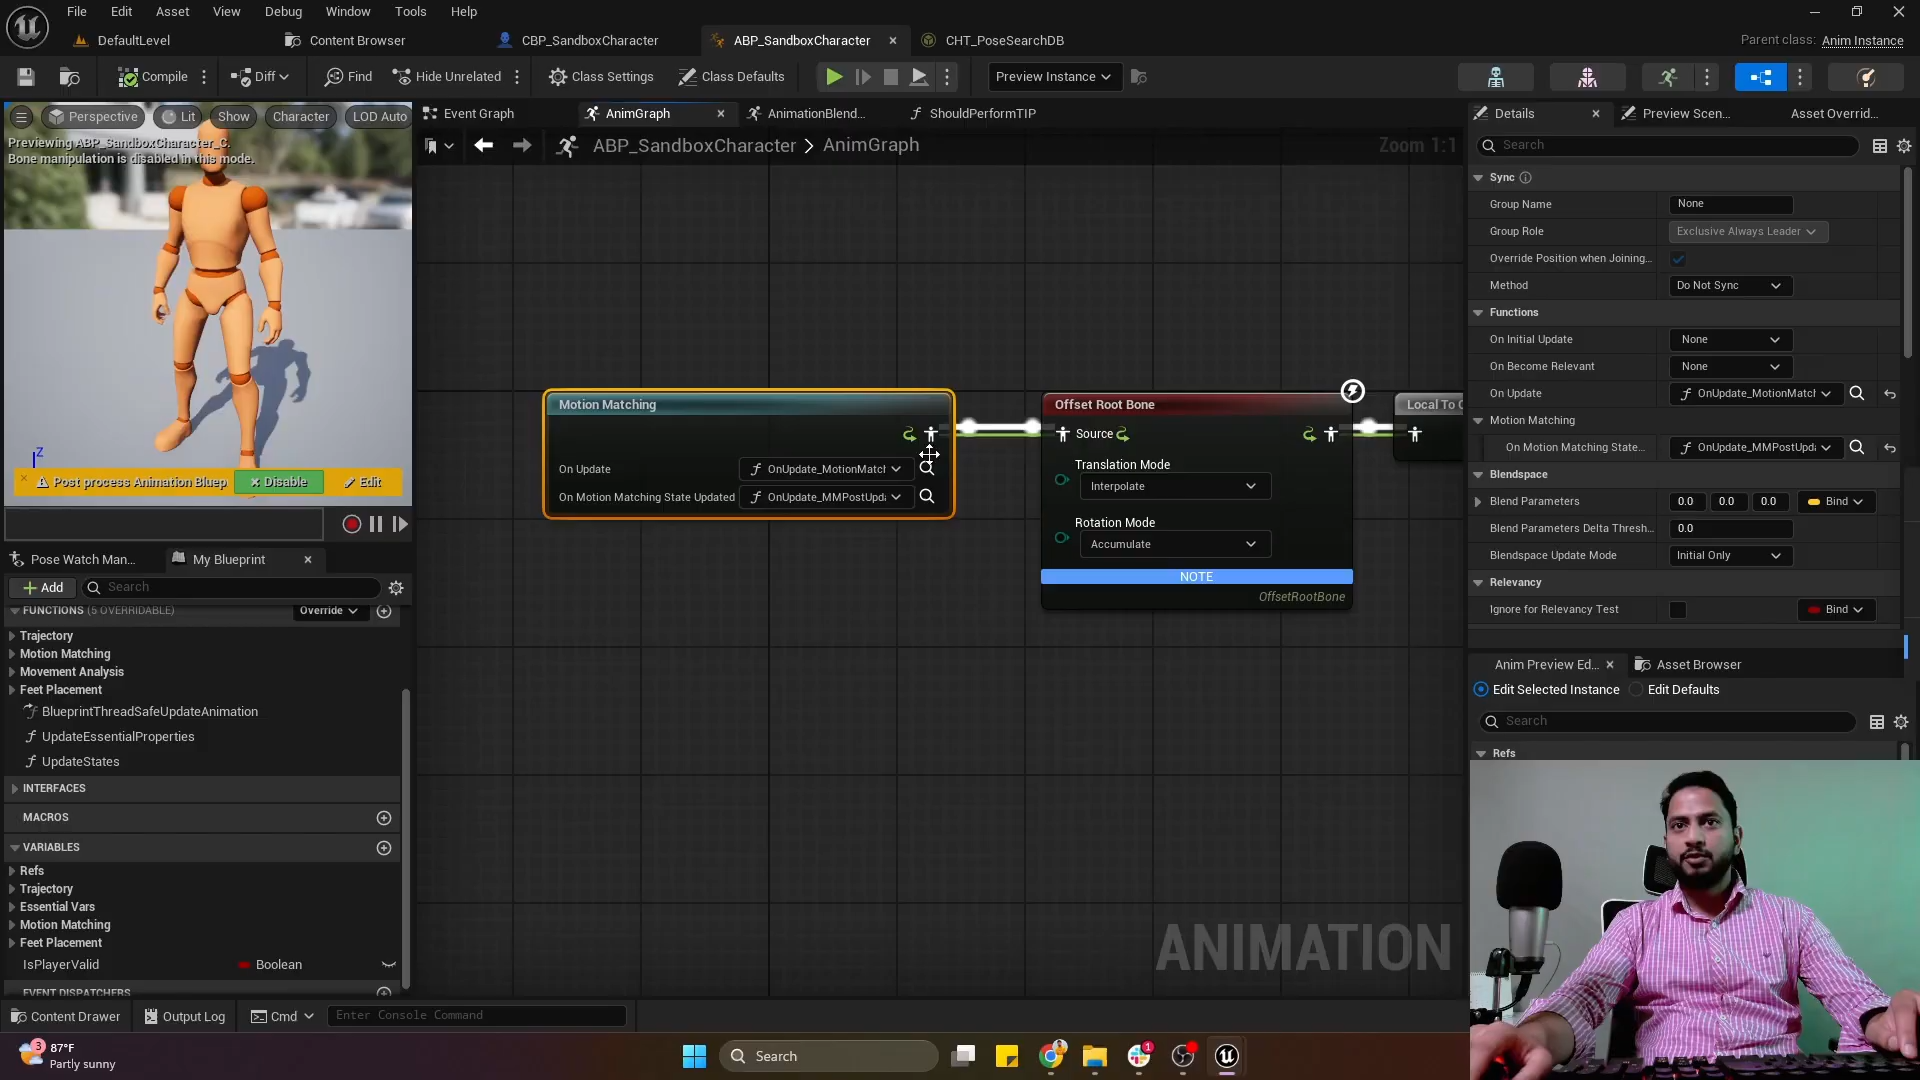 File Edit Asset View Debug Window Tools Help
DefaultLevel Content Browser CBP_SandboxCharacter ABP_SandboxCharacter CHT_PoseSearchDB Parent class: Anim Instance
Compile Diff Find Hide Unrelated Class Settings Class Defaults Preview Instance
Perspective Lit Show Character LOD Auto
Previewing ABP_SandboxCharacter_C.
Bone manipulation is disabled in this mode.
Z
Post process Animation Bluep Disable Edit
Pose Watch Man... My Blueprint
Add Search
FUNCTIONS (5 OVERRIDABLE) Override
Trajectory
Motion Matching
Movement Analysis
Feet Placement
BlueprintThreadSafeUpdateAnimation
UpdateEssentialProperties
UpdateStates
INTERFACES
MACROS
VARIABLES
Refs
Trajectory
Essential Vars
Motion Matching
Feet Placement
IsPlayerValid Boolean
EVENT DISPATCHERS
Event Graph AnimGraph AnimationBlend... ShouldPerformTIP
ABP_SandboxCharacter > AnimGraph Zoom 1:1
Motion Matching
On Update OnUpdate_MotionMatch
On Motion Matching State Updated OnUpdate_MMPostUpda
Offset Root Bone
Source
Translation Mode
Interpolate
Rotation Mode
Accumulate
NOTE
OffsetRootBone
Local To C
ANIMATION
Details Preview Scen... Asset Overrid...
Search
Sync
Group Name None
Group Role Exclusive Always Leader
Override Position when Joining...
Method Do Not Sync
Functions
On Initial Update None
On Become Relevant None
On Update OnUpdate_MotionMatch
Motion Matching
On Motion Matching State... OnUpdate_MMPostUpda
Blendspace
Blend Parameters 0.0 0.0 0.0 Bind
Blend Parameters Delta Thresh... 0.0
Blendspace Update Mode Initial Only
Relevancy
Ignore for Relevancy Test Bind
Anim Preview Ed... Asset Browser
Edit Selected Instance Edit Defaults
Search
Refs
Content Drawer Output Log Cmd Enter Console Command
3 87°F
Partly sunny
Search
1